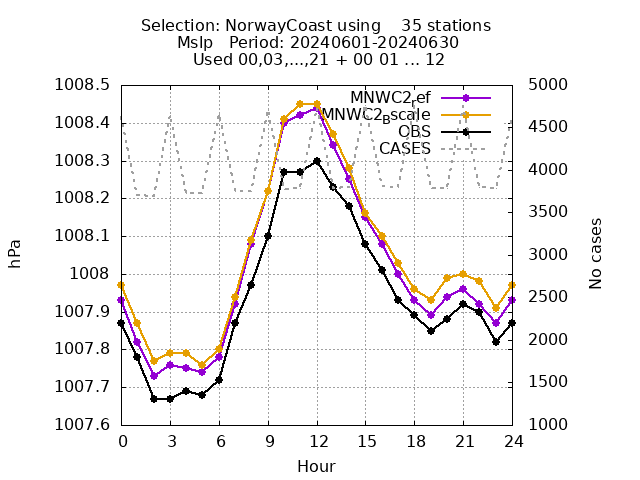 Selection: NorwayCoast using    35 stations
Mslp   Period: 20240601-20240630
Used 00,03,...,21 + 00 01 ... 12
1008.5
1008.4
1008.3
1008.2
1008.1
1008
1007.9
1007.8
1007.7
1007.6
hPa
MNWC2_ref
MNWC2_Bscale
OBS
CASES
5000
4500
4000
3500
3000
2500
2000
1500
1000
No cases
0 3 6 9 12 15 18 21 24
Hour